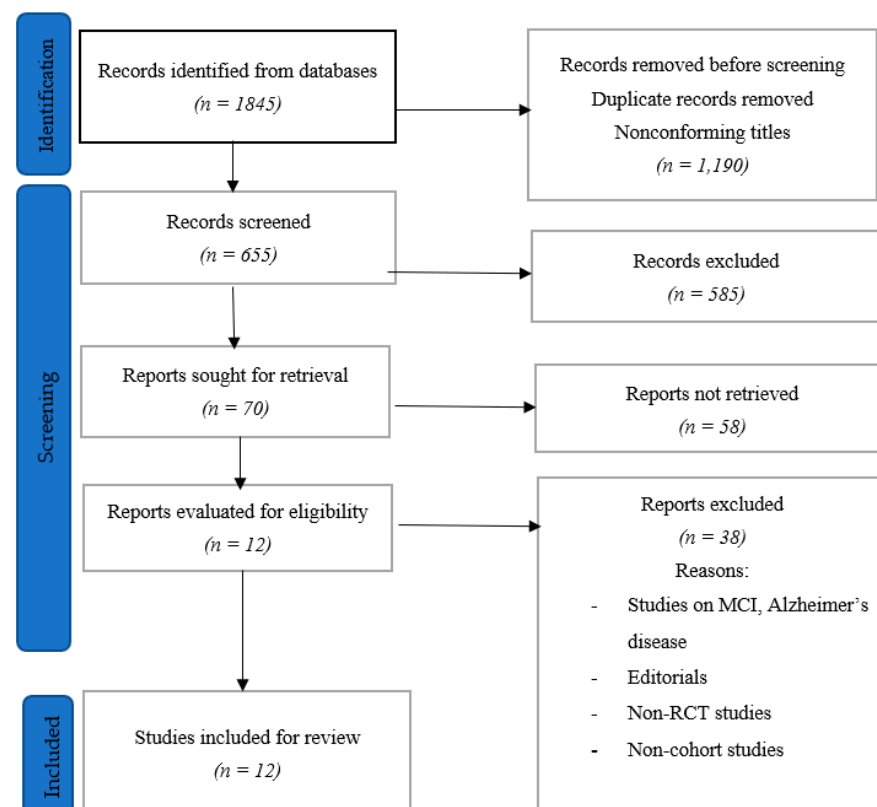 Identification
Records identified from databases
(n = 1845)
Records removed before screening
Duplicate records removed
Nonconforming titles
(n = 1,190)
Screening
Records screened
(n = 655)
Records excluded
(n = 585)
Reports sought for retrieval
(n = 70)
Reports not retrieved
(n = 58)
Reports evaluated for eligibility
(n = 12)
Reports excluded
(n = 38)
Reasons:
- Studies on MCI, Alzheimer’s
disease
- Editorials
- Non-RCT studies
- Non-cohort studies
Included
Studies included for review
(n = 12)